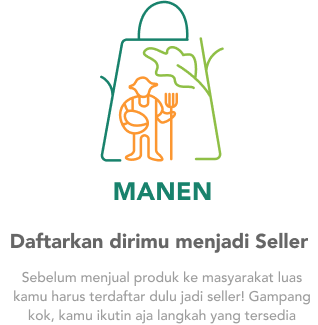 MANEN
Daftarkan dirimu menjadi Seller
Sebelum menjual produk ke masyarakat luas
kamu harus terdaftar dulu jadi seller! Gampang
kok, kamu ikutin aja langkah yang tersedia